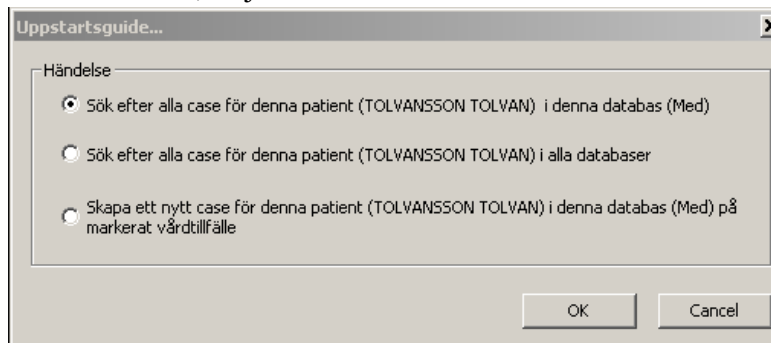 Uppstartsguide...
Händelse
Sök efter alla case för denna patient (TOLVANSSON TOLVAN) i denna databas (Med)
Sök efter alla case för denna patient (TOLVANSSON TOLVAN) i alla databaser
Skapa ett nytt case för denna patient (TOLVANSSON TOLVAN) i denna databas (Med) på
markerat vårdtillfälle
OK Cancel